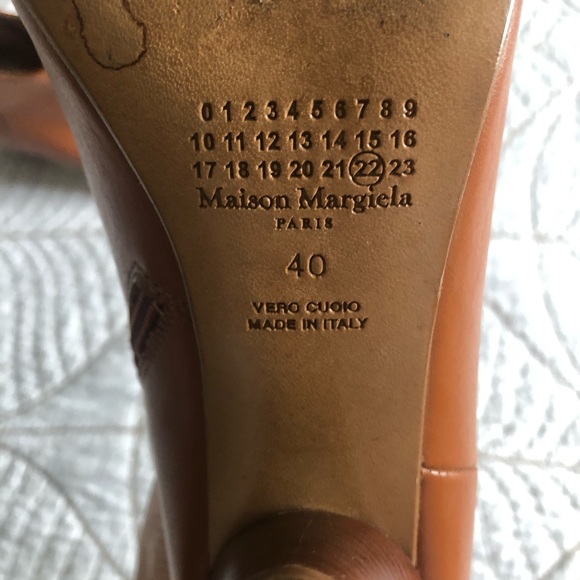 0 1 2 3 4 5 6 7 8 9
10 11 12 13 14 15 16
17 18 19 20 21 22 23
Maison Margiela
PARIS
40
VERO CUOIO
MADE IN ITALY